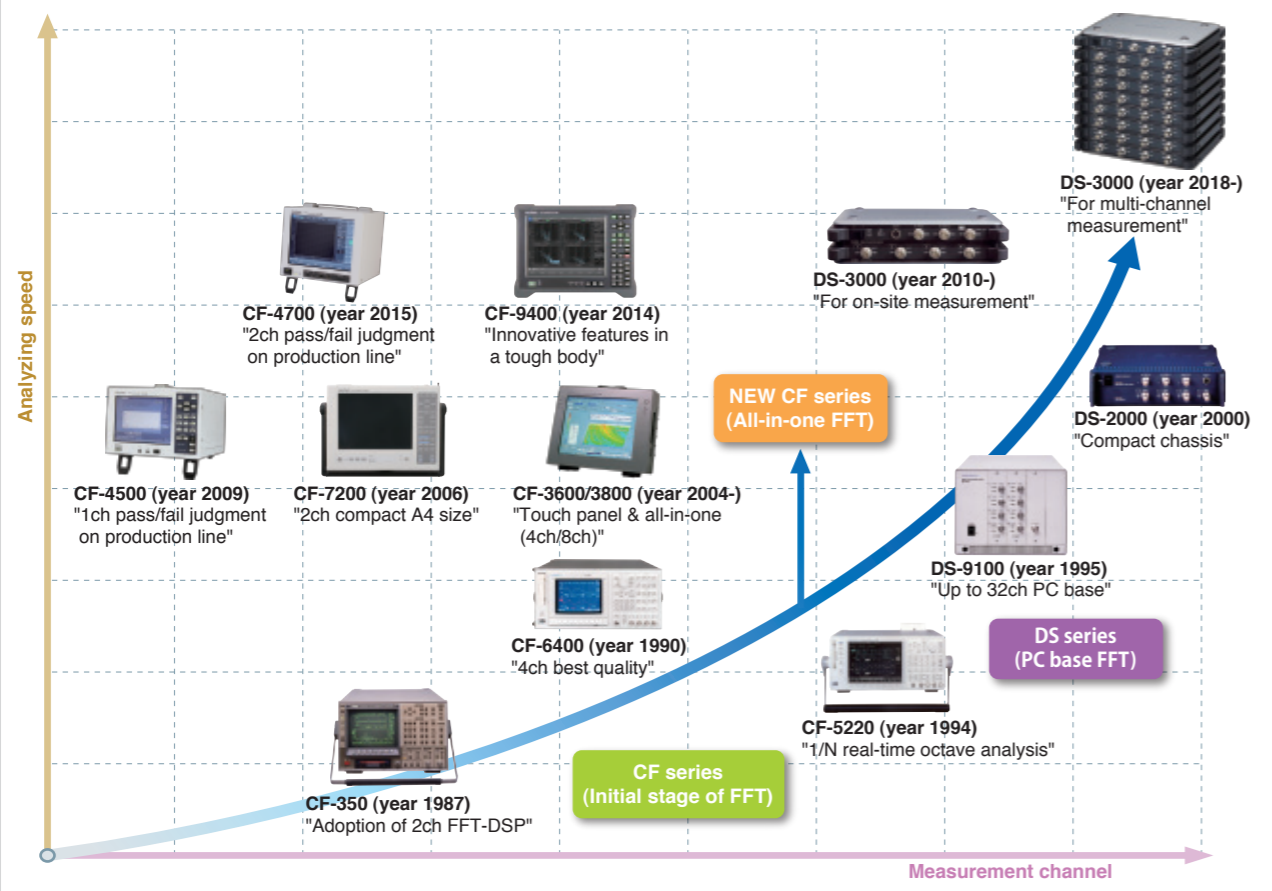 DS-3000 (year 2018-)
"For multi-channel
measurement"
DS-3000 (year 2010-)
"For on-site measurement"
CF-4700 (year 2015)
"2ch pass/fail judgment
on production line"
CF-9400 (year 2014)
"Innovative features in
a tough body"
Analyzing speed
NEW CF series
(All-in-one FFT)
DS-2000 (year 2000)
"Compact chassis"
CF-4500 (year 2009)
"1ch pass/fail judgment
on production line"
CF-7200 (year 2006)
"2ch compact A4 size"
CF-3600/3800 (year 2004-)
"Touch panel & all-in-one
(4ch/8ch)"
DS-9100 (year 1995)
"Up to 32ch PC base"
CF-6400 (year 1990)
"4ch best quality"
DS series
(PC base FFT)
CF-5220 (year 1994)
"1/N real-time octave analysis"
CF series
(Initial stage of FFT)
CF-350 (year 1987)
"Adoption of 2ch FFT-DSP"
Measurement channel